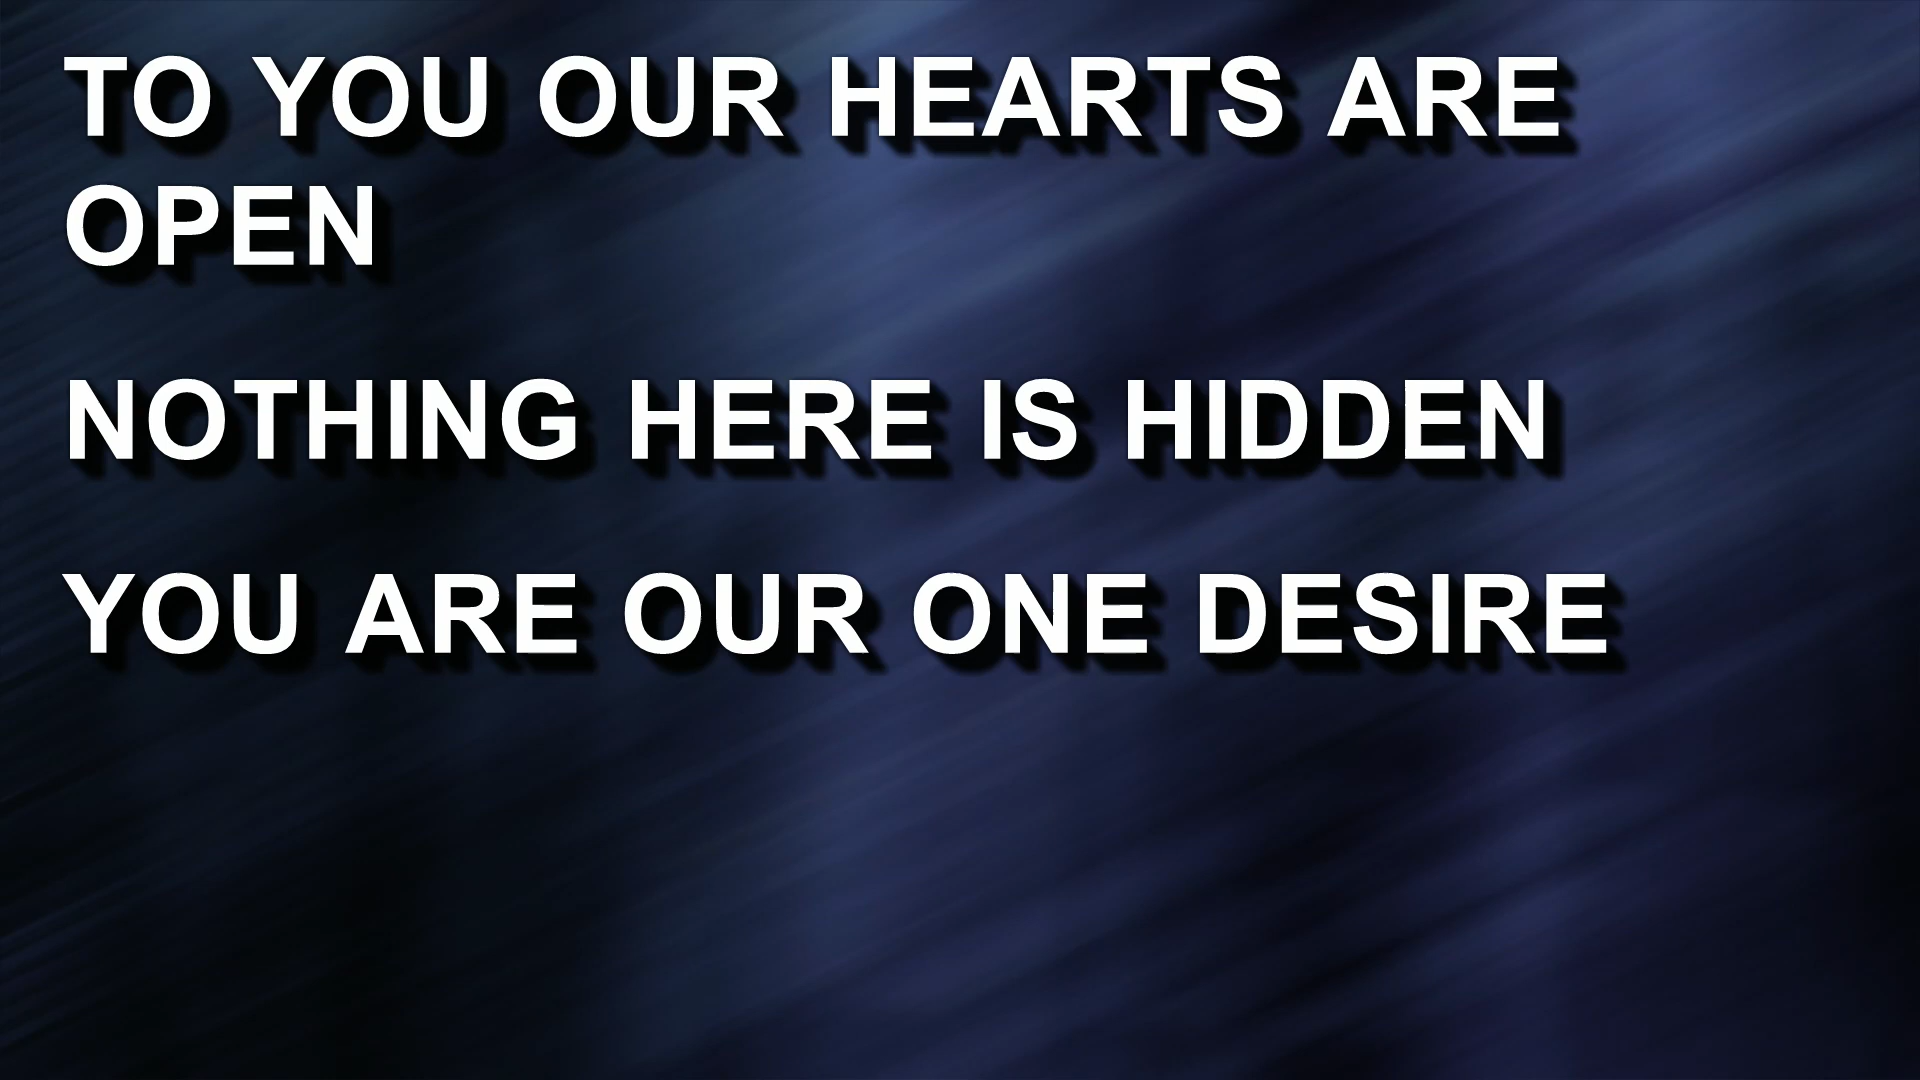 TO YOU OUR HEARTS ARE
OPEN
NOTHING HERE IS HIDDEN
YOU ARE OUR ONE DESIRE